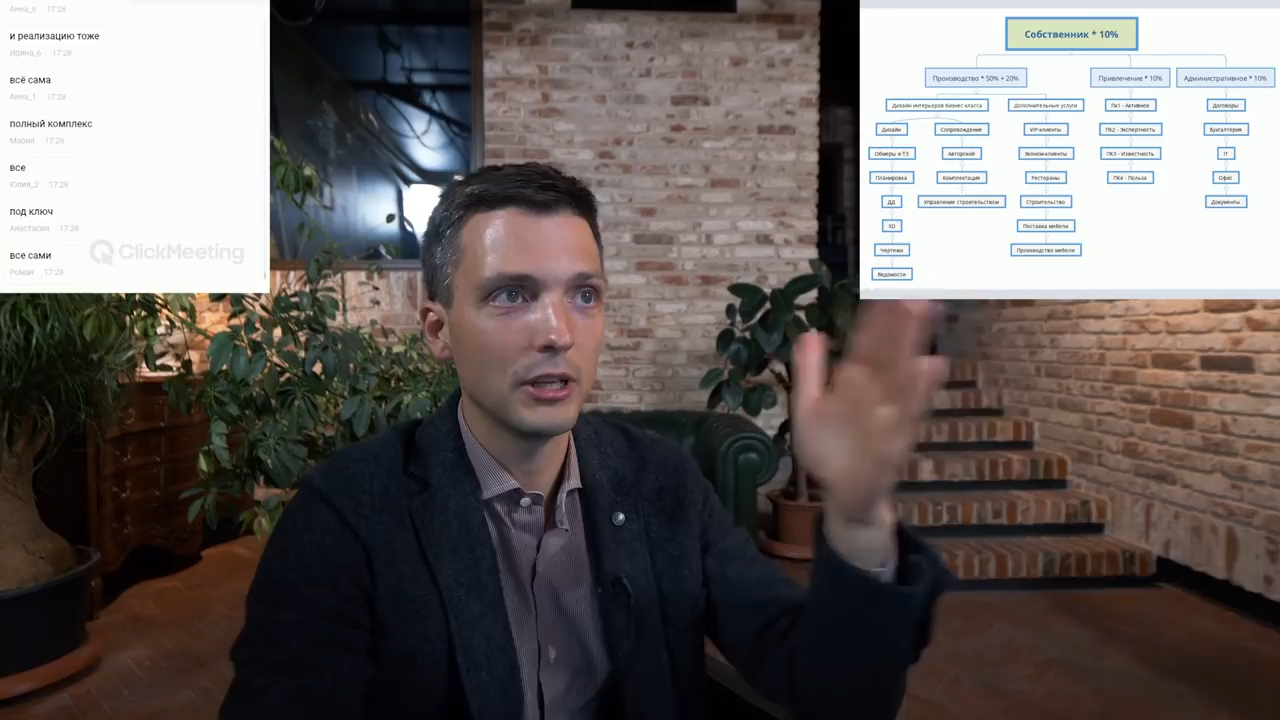 Анна_6 17:28
и реализацию тоже
Ирина_6 17:28
всё сама
Анна_1 17:28
полный комплекс
Мария 17:28
все
Юлия_2 17:28
под ключ
Анастасия 17:28
все сами
Роман 17:28
ClickMeeting
Собственник * 10%
Производство * 50% + 20%
Привлечение * 10%
Административное * 10%
Дизайн интерьеров бизнес-класса
Дополнительные услуги
ПК1 - Активное
Договоры
Дизайн
Сопровождение
VIP-клиенты
ПК2 - Экспертность
Бухгалтерия
Обмеры и ТЗ
Авторский
Эконом-клиенты
ПК3 - Известность
IT
Планировка
Комплектация
Рестораны
ПК4 - Польза
Офис
ДД
Управление строительством
Строительство
Документы
3D
Поставка мебели
Чертежи
Производство мебели
Ведомости